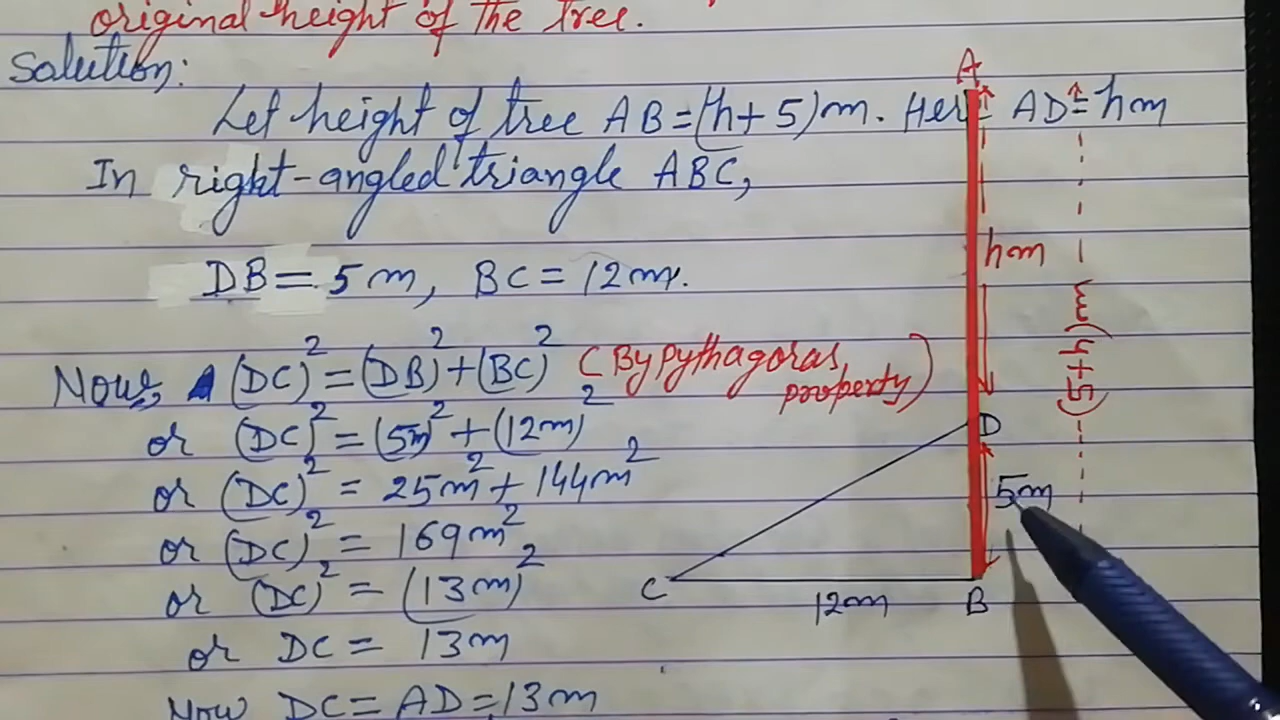 original height of the tree.
Solution:
Let height of tree AB = (h + 5) m. Here AD = hm
In right-angled triangle ABC,
DB = 5 m, BC = 12 m.
Now, (DC)² = (DB)² + (BC)² (By Pythagoras property)
or (DC)² = (5m)² + (12m)²
or (DC)² = 25m² + 144m²
or (DC)² = 169m²
or (DC)² = (13m)²
or DC = 13m
Now DC = AD = 13m
A
hm
(h+5)m
D
5m
C
12m
B